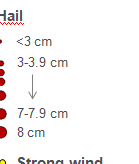 Hail
<3 cm
3-3.9 cm
7-7.9 cm
8 cm
Strong wind